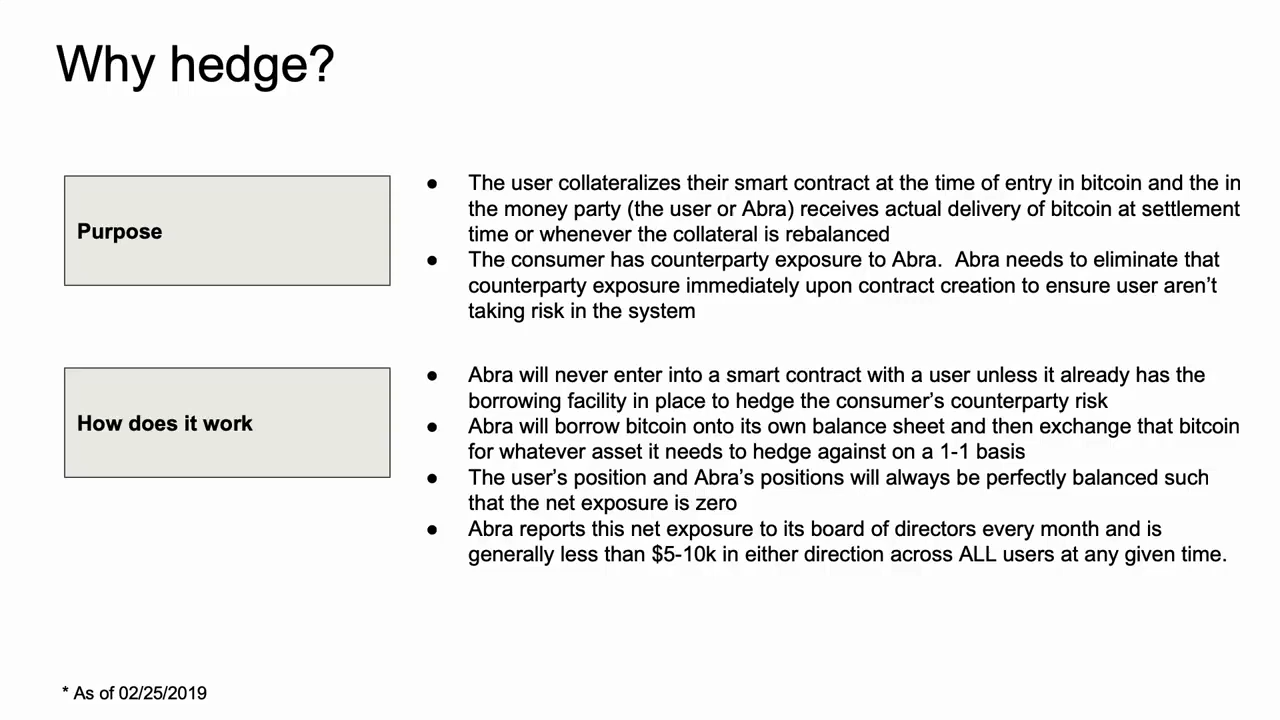 Why hedge?
Purpose
● The user collateralizes their smart contract at the time of entry in bitcoin and the in
the money party (the user or Abra) receives actual delivery of bitcoin at settlement
time or whenever the collateral is rebalanced
● The consumer has counterparty exposure to Abra.  Abra needs to eliminate that
counterparty exposure immediately upon contract creation to ensure user aren’t
taking risk in the system
How does it work
● Abra will never enter into a smart contract with a user unless it already has the
borrowing facility in place to hedge the consumer’s counterparty risk
● Abra will borrow bitcoin onto its own balance sheet and then exchange that bitcoin
for whatever asset it needs to hedge against on a 1-1 basis
● The user’s position and Abra’s positions will always be perfectly balanced such
that the net exposure is zero
● Abra reports this net exposure to its board of directors every month and is
generally less than $5-10k in either direction across ALL users at any given time.
* As of 02/25/2019